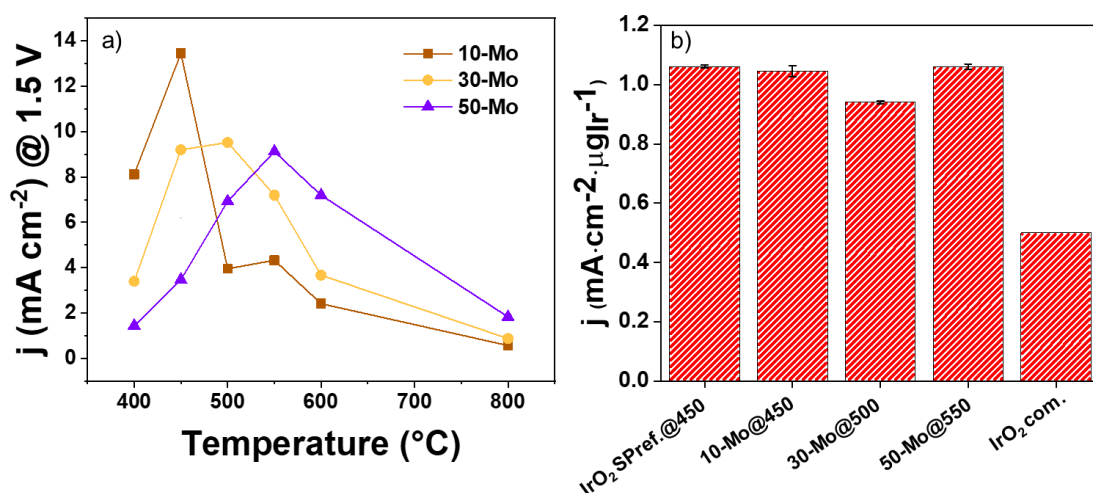 a)
10-Mo
30-Mo
50-Mo
j (mA cm-2) @ 1.5 V
14
12
10
8
6
4
2
0
400
500
600
700
800
Temperature (°C)
b)
j (mA·cm-2·µgIr-1)
1.2
1.0
0.8
0.6
0.4
0.2
0.0
IrO2 SPref.@450
10-Mo@450
30-Mo@500
50-Mo@550
IrO2 com.